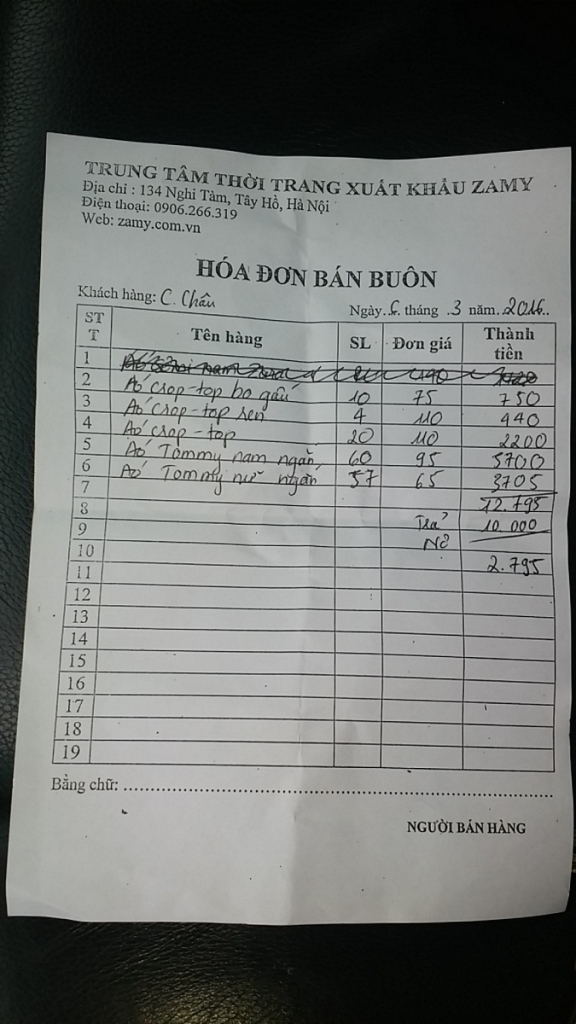 TRUNG TÂM THỜI TRANG XUẤT KHẨU ZAMY
Địa chỉ : 134 Nghi Tàm, Tây Hồ, Hà Nội
Điện thoại: 0906.266.319
Web: zamy.com.vn
HÓA ĐƠN BÁN BUÔN
Khách hàng: C. Châu
Ngày. 6. tháng .3 năm. 2016..
STT Tên hàng SL Đơn giá Thành tiền
1
2 Áo crop-top bo gấu 10 75 750
3 Áo crop-top sen 4 110 440
4 Áo crop-top 20 110 2200
5 Áo Tommy nam ngắn, 60 95 5700
6 Áo Tommy nữ ngắn 57 65 3705
7 12.795
8 Trả 10 000
9 Nợ
10 2.795
11
12
13
14
15
16
17
18
19
Bằng chữ: ........................................................................
NGƯỜI BÁN HÀNG